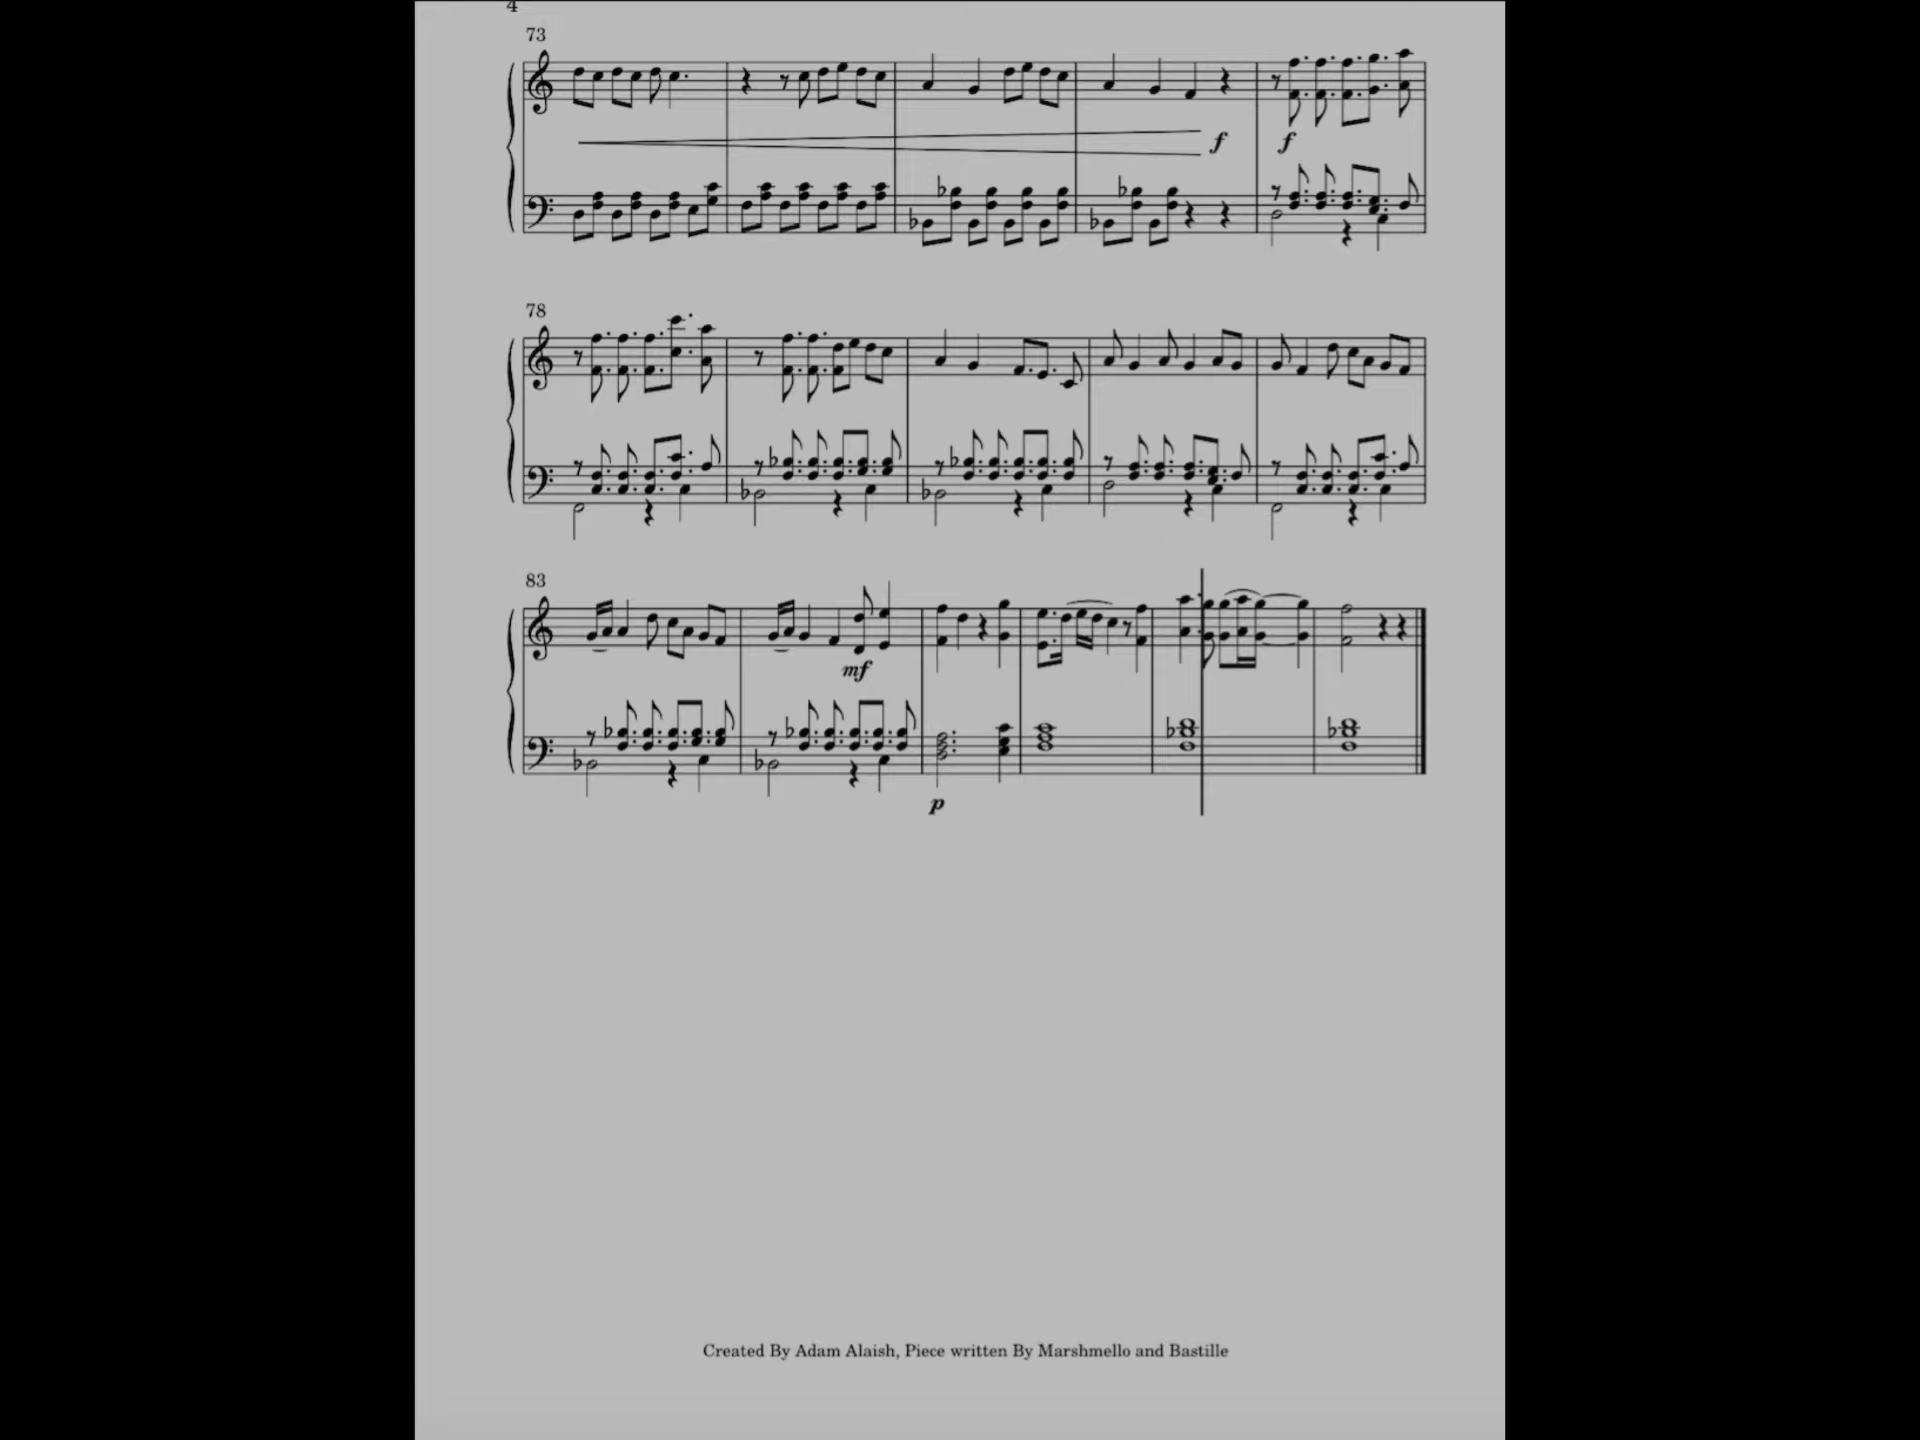 4
73
f
f
78
83
mf
p
Created By Adam Alaish, Piece written By Marshmello and Bastille